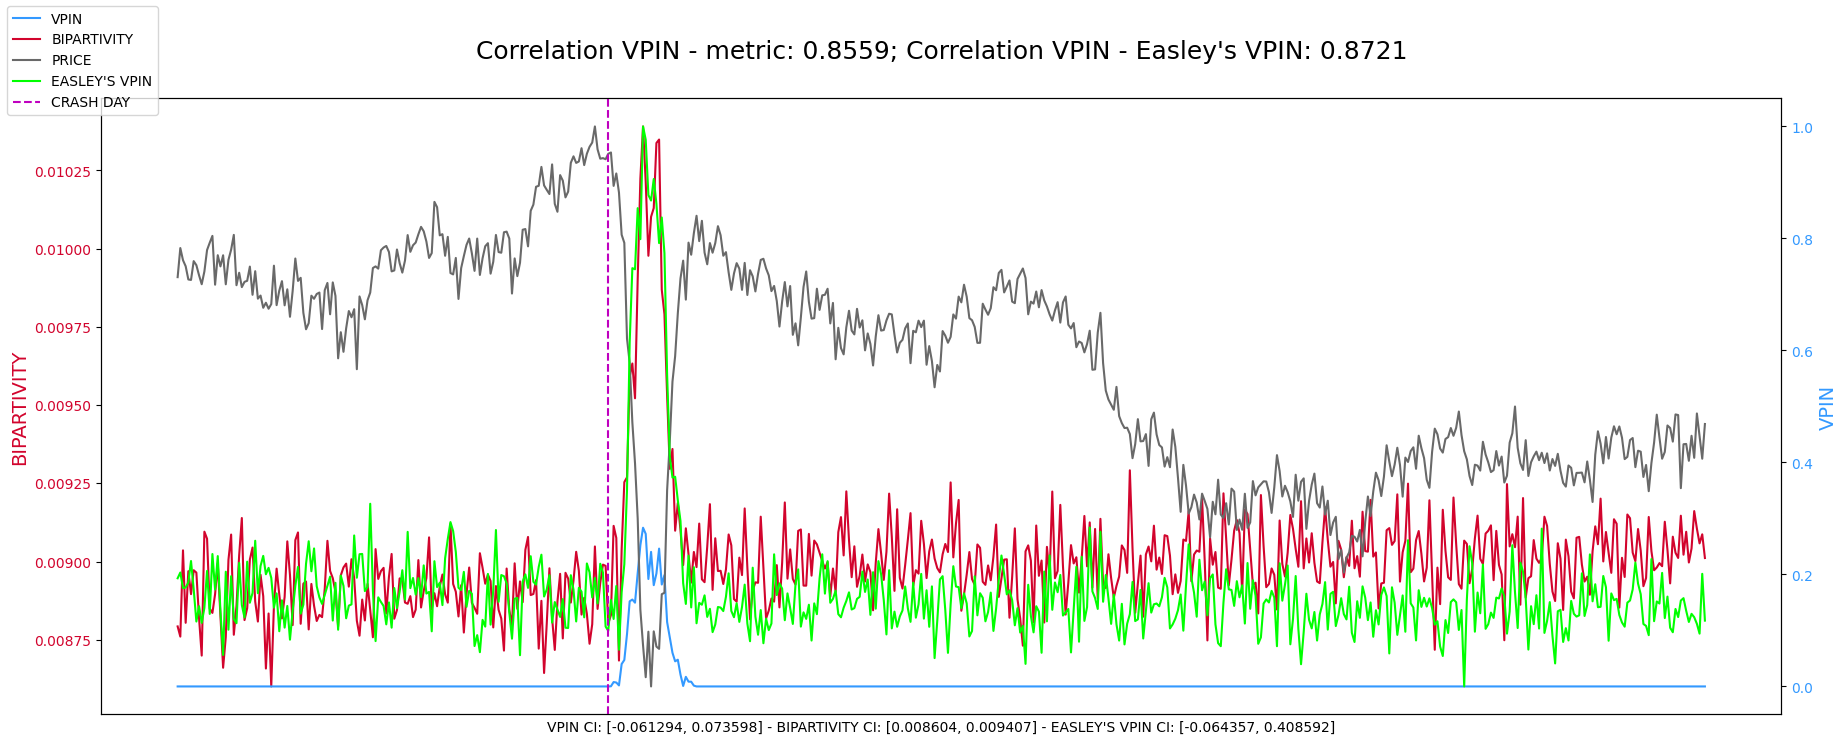 VPIN
BIPARTIVITY
PRICE
EASLEY'S VPIN
CRASH DAY
Correlation VPIN - metric: 0.8559; Correlation VPIN - Easley's VPIN: 0.8721
0.01025
0.01000
0.00975
0.00950
0.00925
0.00900
0.00875
BIPARTIVITY
1.0
0.8
0.6
0.4
0.2
0.0
VPIN
VPIN CI: [-0.061294, 0.073598] - BIPARTIVITY CI: [0.008604, 0.009407] - EASLEY'S VPIN CI: [-0.064357, 0.408592]